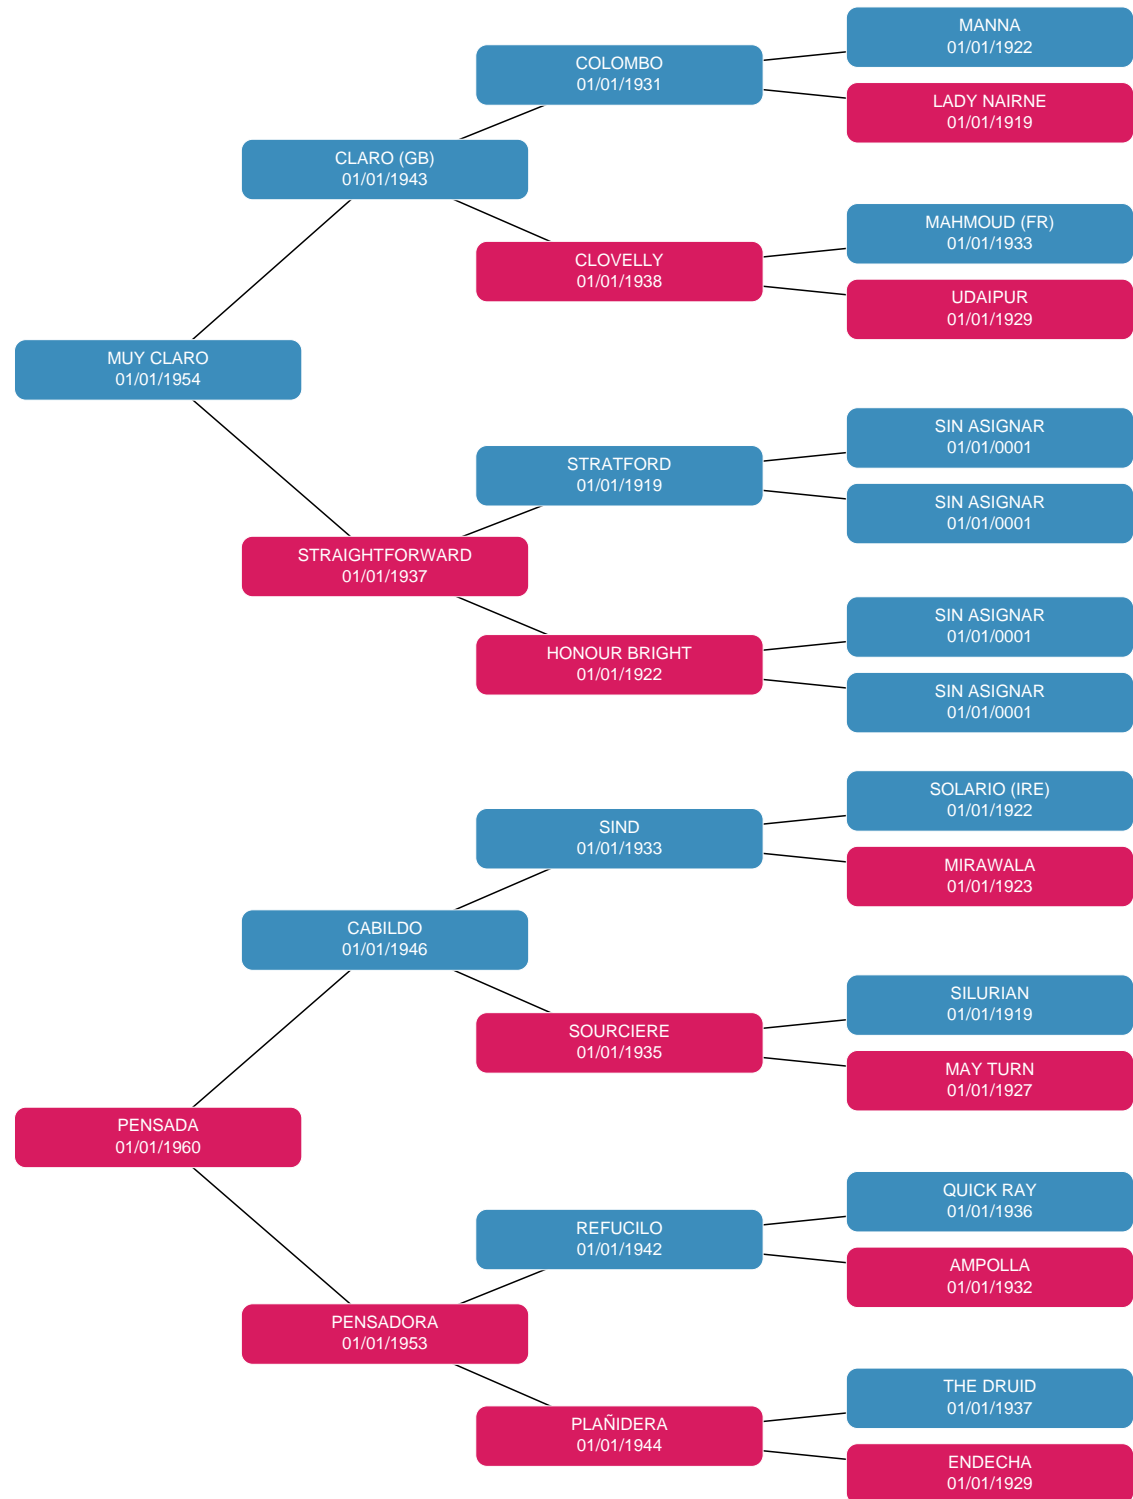 MANNA
01/01/1922
COLOMBO
01/01/1931
LADY NAIRNE
01/01/1919
CLARO (GB)
01/01/1943
MAHMOUD (FR)
01/01/1933
CLOVELLY
01/01/1938
UDAIPUR
01/01/1929
MUY CLARO
01/01/1954
SIN ASIGNAR
01/01/0001
STRATFORD
01/01/1919
SIN ASIGNAR
01/01/0001
STRAIGHTFORWARD
01/01/1937
SIN ASIGNAR
01/01/0001
HONOUR BRIGHT
01/01/1922
SIN ASIGNAR
01/01/0001
SOLARIO (IRE)
01/01/1922
SIND
01/01/1933
MIRAWALA
01/01/1923
CABILDO
01/01/1946
SILURIAN
01/01/1919
SOURCIERE
01/01/1935
MAY TURN
01/01/1927
PENSADA
01/01/1960
QUICK RAY
01/01/1936
REFUCILO
01/01/1942
AMPOLLA
01/01/1932
PENSADORA
01/01/1953
THE DRUID
01/01/1937
PLAÑIDERA
01/01/1944
ENDECHA
01/01/1929